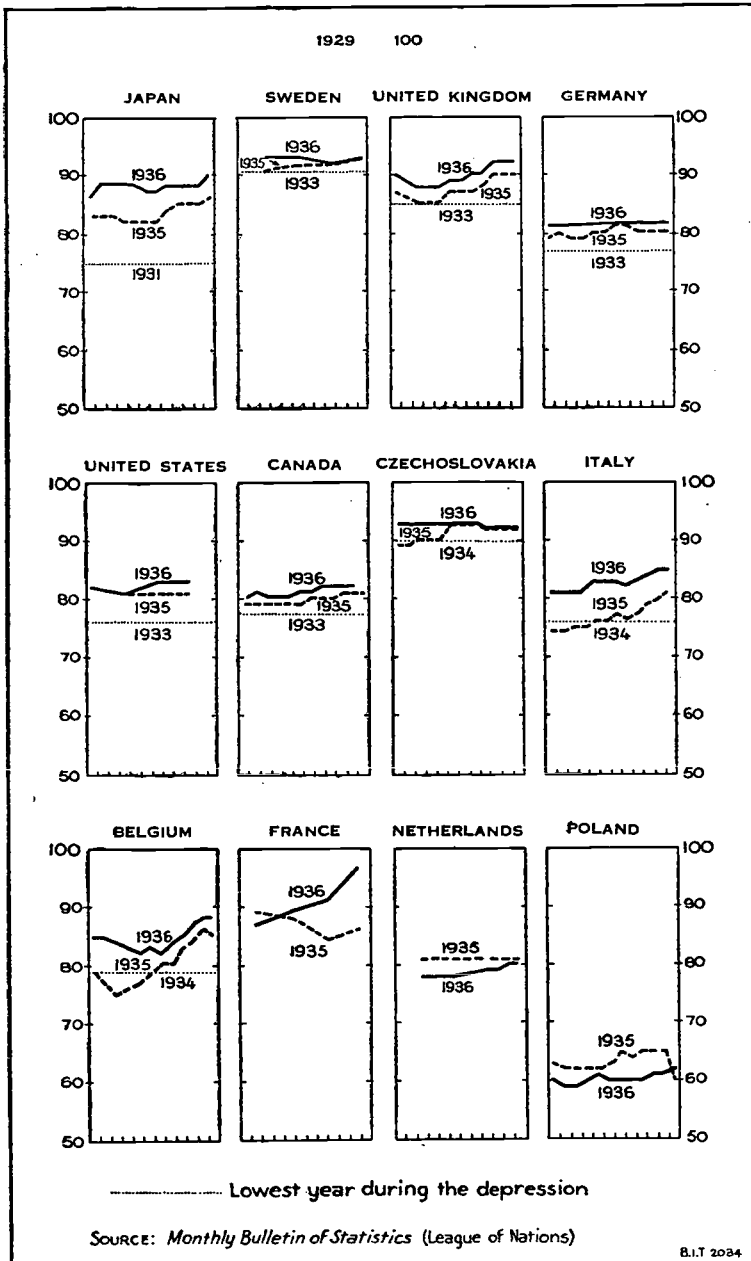 1929 100
JAPAN SWEDEN UNITED KINGDOM GERMANY
100 100
90 90
80 80
70 70
60 60
50 50
1936 1935 1931
1936 1935 1933
1936 1935 1933
1936 1935 1933
UNITED STATES CANADA CZECHOSLOVAKIA ITALY
100 100
90 90
80 80
70 70
60 60
50 50
1936 1935 1933
1936 1935 1933
1936 1935 1934
1936 1935 1934
BELGIUM FRANCE NETHERLANDS POLAND
100 100
90 90
80 80
70 70
60 60
50 50
1936 1935 1934
1936 1935
1935 1936
1935 1936
Lowest year during the depression
SOURCE: Monthly Bulletin of Statistics (League of Nations)
B.I.T 2034